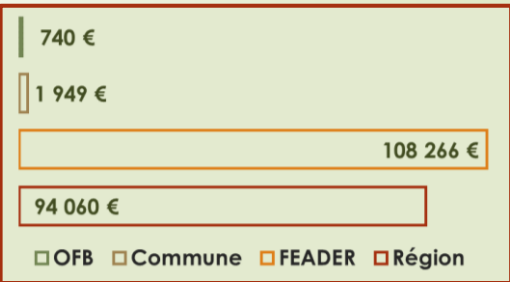 740 €
1 949 €
108 266 €
94 060 €
OFB Commune FEADER Région